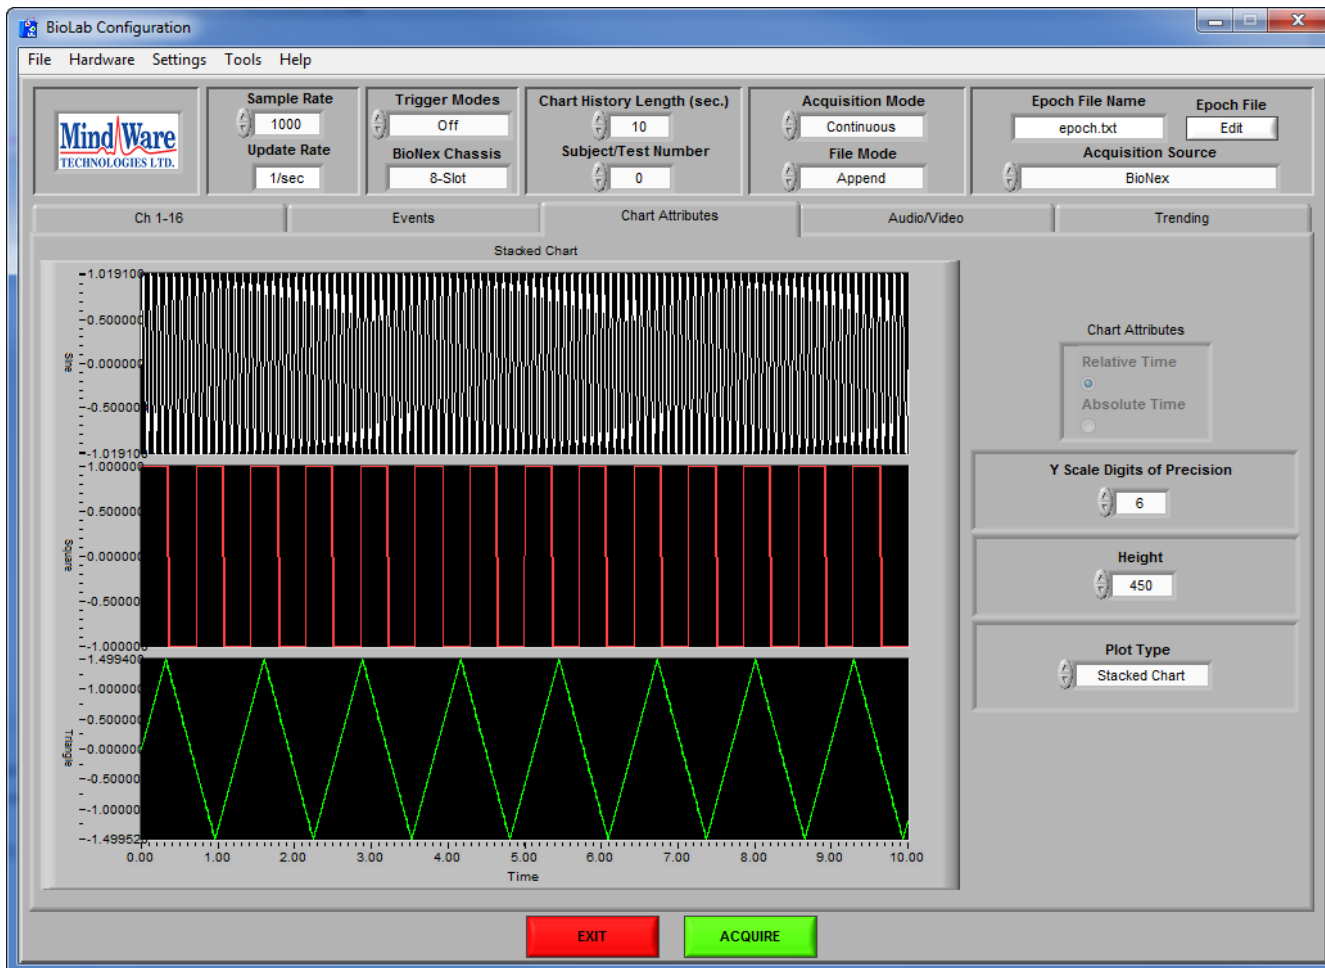 BioLab Configuration
File Hardware Settings Tools Help
MindWare
TECHNOLOGIES LTD.
Sample Rate
1000
Update Rate
1/sec
Trigger Modes
Off
BioNex Chassis
8-Slot
Chart History Length (sec.)
10
Subject/Test Number
0
Acquisition Mode
Continuous
File Mode
Append
Epoch File Name
epoch.txt
Epoch File
Edit
Acquisition Source
BioNex
Ch 1-16 Events Chart Attributes Audio/Video Trending
Stacked Chart
Sine
1.019100
0.500000
-0.000000
-0.500000
-1.019100
Square
1.000000
0.500000
-0.000000
-0.500000
-1.000000
Triangle
1.499400
1.000000
0.500000
-0.000000
-0.500000
-1.000000
-1.499520
0.00 1.00 2.00 3.00 4.00 5.00 6.00 7.00 8.00 9.00 10.00
Time
Chart Attributes
Relative Time
Absolute Time
Y Scale Digits of Precision
6
Height
450
Plot Type
Stacked Chart
EXIT ACQUIRE